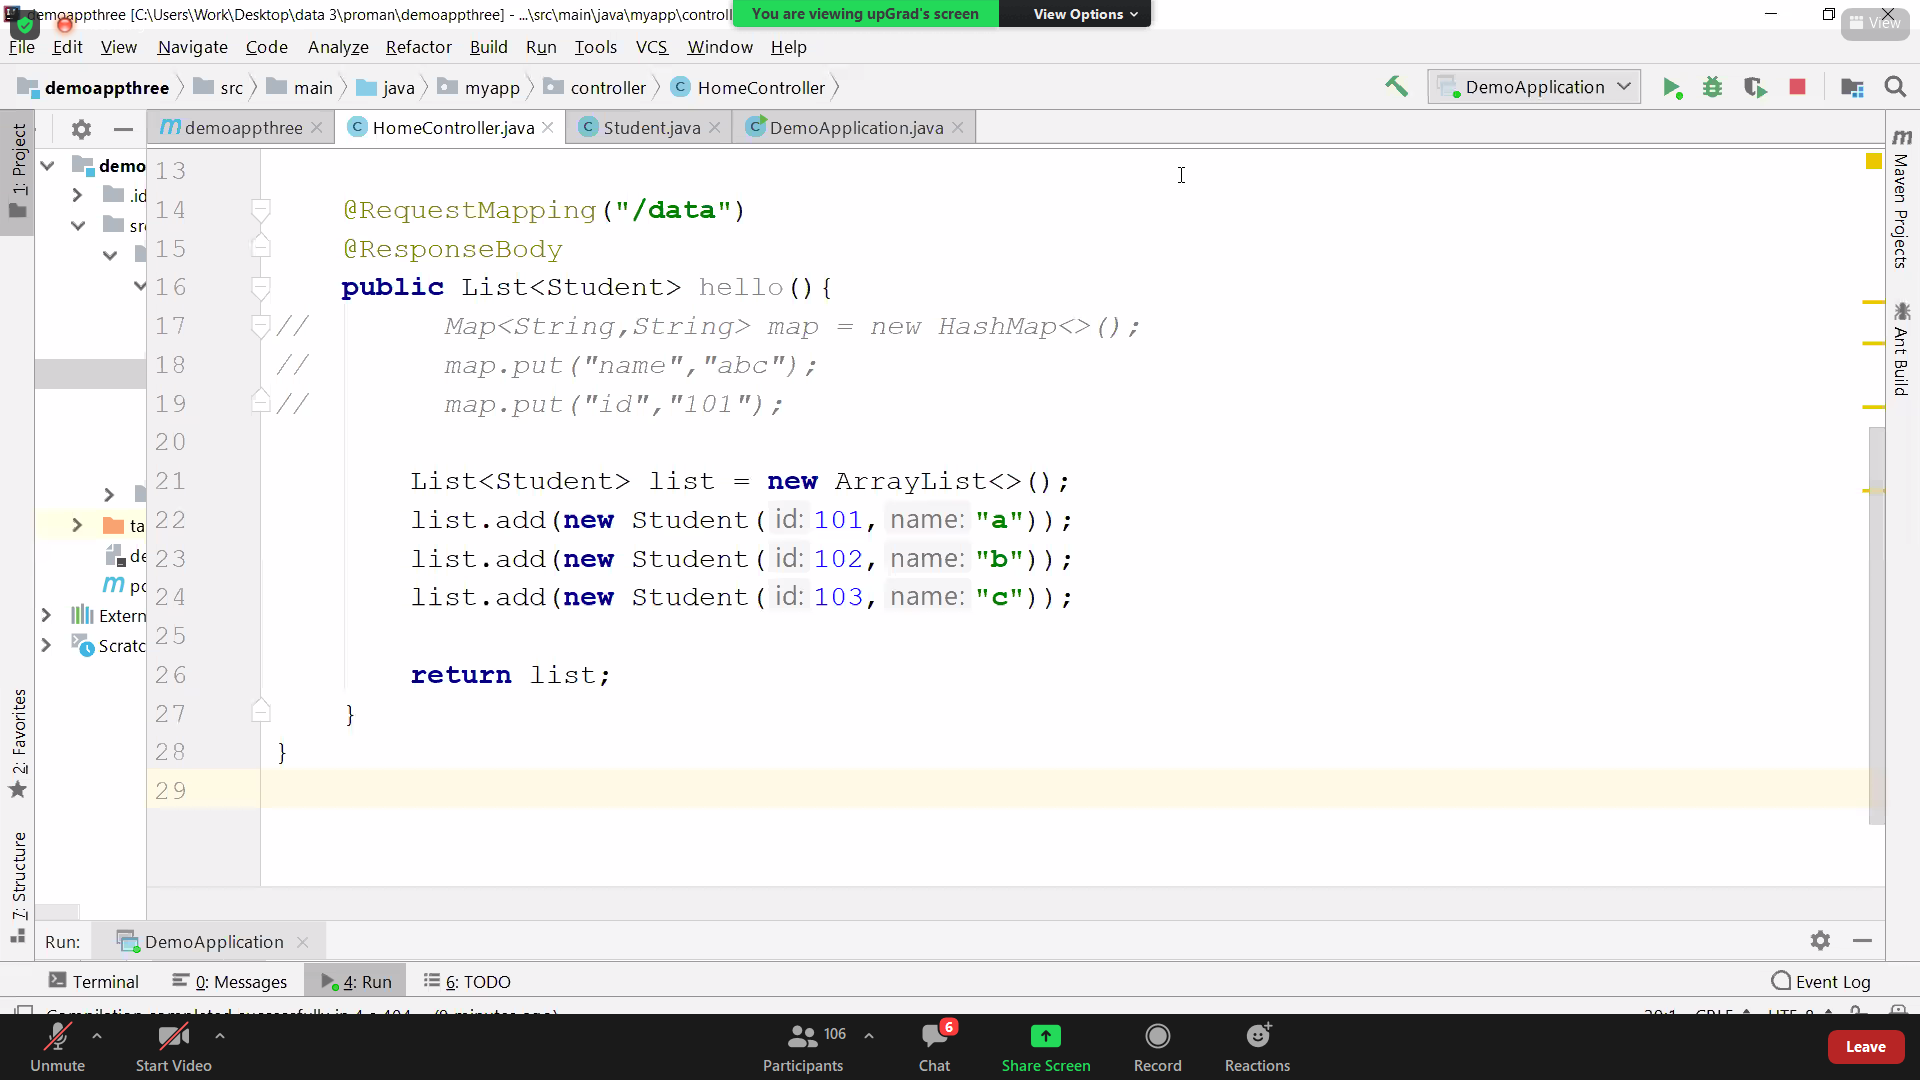 demoappthree [C:\Users\Work\Desktop\data 3\proman\demoappthree] - ...\src\main\java\myapp\controll
You are viewing upGrad's screen
View Options
View
File Edit View Navigate Code Analyze Refactor Build Run Tools VCS Window Help
demoappthree src main java myapp controller HomeController
DemoApplication
demoappthree HomeController.java Student.java DemoApplication.java
1: Project
demo
.id
src
ta
de
po
Extern
Scratc
2: Favorites
7: Structure
Maven Projects
Ant Build
13
14 @RequestMapping("/data")
15 @ResponseBody
16 public List<Student> hello(){
17 // Map<String,String> map = new HashMap<>();
18 // map.put("name","abc");
19 // map.put("id","101");
20
21 List<Student> list = new ArrayList<>();
22 list.add(new Student( id: 101, name: "a"));
23 list.add(new Student( id: 102, name: "b"));
24 list.add(new Student( id: 103, name: "c"));
25
26 return list;
27 }
28 }
29
Run: DemoApplication
Terminal 0: Messages 4: Run 6: TODO
Event Log
Compilation completed successfully in 4 s 404
Unmute
Start Video
106
Participants
6
Chat
Share Screen
Record
Reactions
Leave